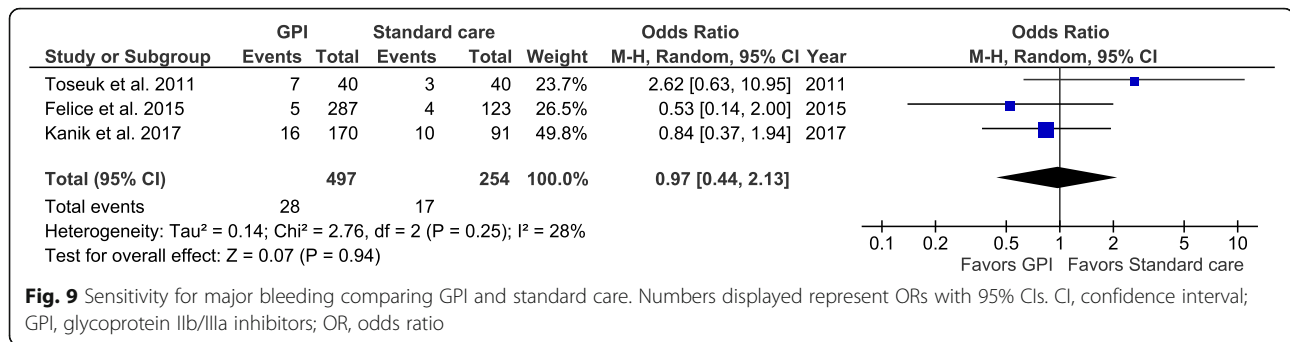 GPI Standard care Odds Ratio Odds Ratio
Study or Subgroup Events Total Events Total Weight M-H, Random, 95% CI Year M-H, Random, 95% CI
Toseuk et al. 2011 7 40 3 40 23.7% 2.62 [0.63, 10.95] 2011
Felice et al. 2015 5 287 4 123 26.5% 0.53 [0.14, 2.00] 2015
Kanik et al. 2017 16 170 10 91 49.8% 0.84 [0.37, 1.94] 2017
Total (95% CI) 497 254 100.0% 0.97 [0.44, 2.13]
Total events 28 17
Heterogeneity: Tau² = 0.14; Chi² = 2.76, df = 2 (P = 0.25); I² = 28%
Test for overall effect: Z = 0.07 (P = 0.94)
0.1 0.2 0.5 1 2 5 10
Favors GPI Favors Standard care
Fig. 9 Sensitivity for major bleeding comparing GPI and standard care. Numbers displayed represent ORs with 95% CIs. CI, confidence interval;
GPI, glycoprotein IIb/IIIa inhibitors; OR, odds ratio